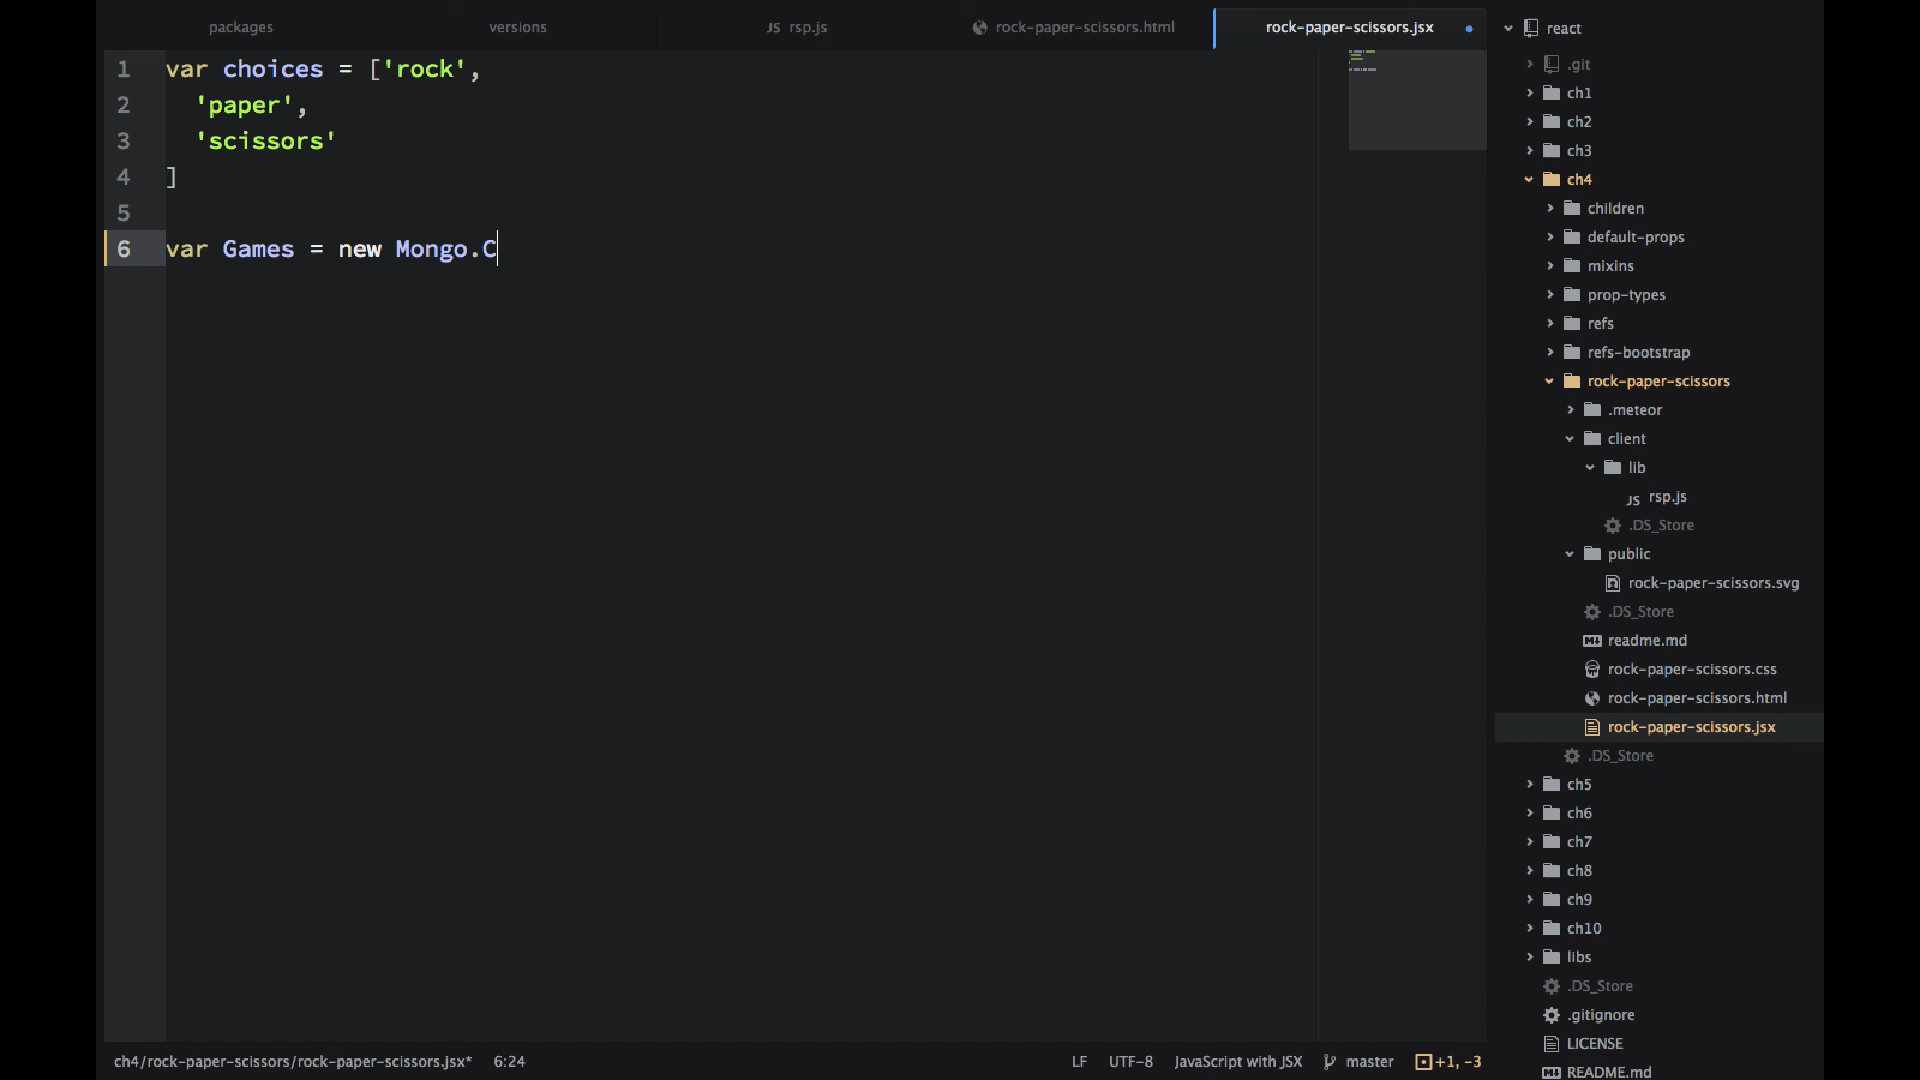 packages
versions
JS rsp.js
rock-paper-scissors.html
rock-paper-scissors.jsx
1 var choices = ['rock',
2 'paper',
3 'scissors'
4 ]
5
6 var Games = new Mongo.C
react
.git
ch1
ch2
ch3
ch4
children
default-props
mixins
prop-types
refs
refs-bootstrap
rock-paper-scissors
.meteor
client
lib
JS rsp.js
.DS_Store
public
rock-paper-scissors.svg
.DS_Store
readme.md
rock-paper-scissors.css
rock-paper-scissors.html
rock-paper-scissors.jsx
.DS_Store
ch5
ch6
ch7
ch8
ch9
ch10
libs
.DS_Store
.gitignore
LICENSE
README.md
ch4/rock-paper-scissors/rock-paper-scissors.jsx* 6:24 LF UTF-8 JavaScript with JSX master +1, -3